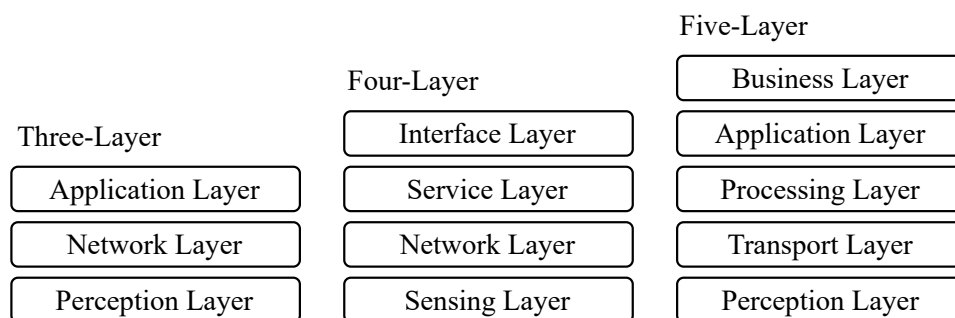 Three-Layer
Application Layer
Network Layer
Perception Layer
Four-Layer
Interface Layer
Service Layer
Network Layer
Sensing Layer
Five-Layer
Business Layer
Application Layer
Processing Layer
Transport Layer
Perception Layer